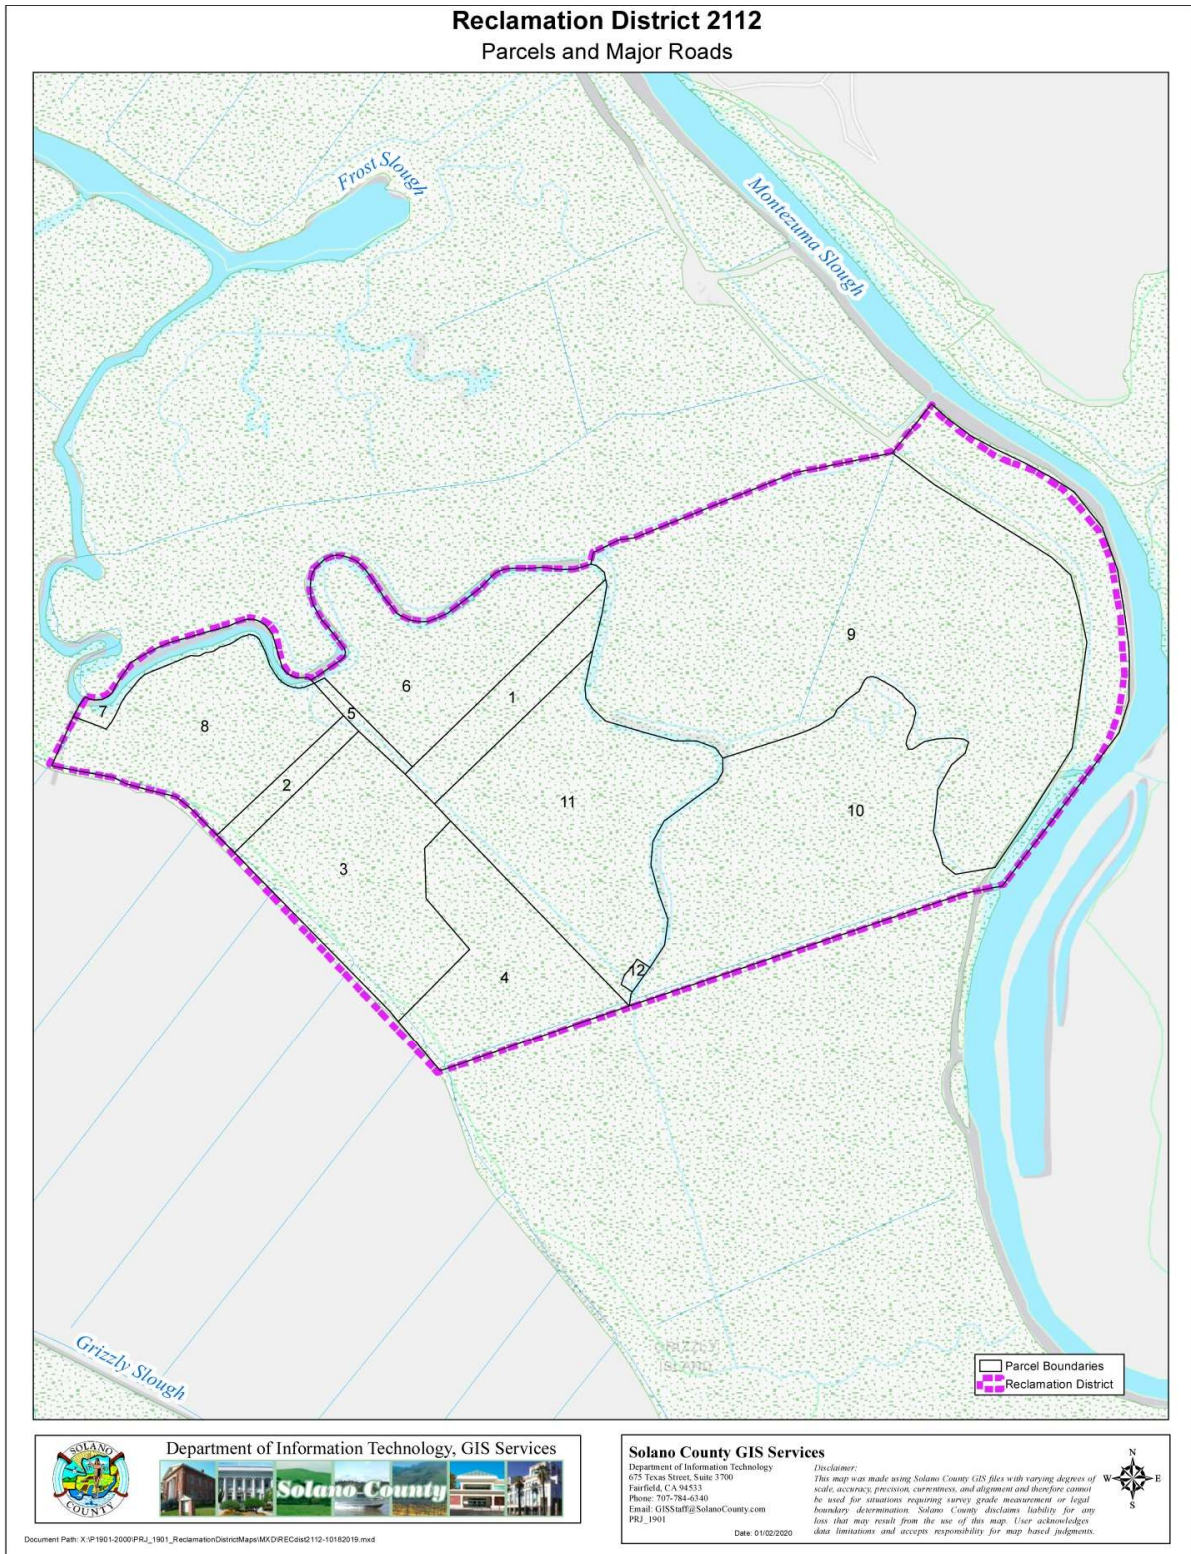 Reclamation District 2112
Parcels and Major Roads
Frost Slough
Montezuma Slough
9
6
1
7
5
8
2
11
10
3
12
4
GRIZZLY
ISLAND
Grizzly Slough
Parcel Boundaries
Reclamation District
SOLANO
COUNTY
Department of Information Technology, GIS Services
Solano County
Document Path: X:\P1901-2000\PRJ_1901_ReclamationDistrictMaps\MXD\RECdist2112-10182019.mxd
Solano County GIS Services
Department of Information Technology
675 Texas Street, Suite 3700
Fairfield, CA 94533
Phone: 707-784-6340
Email: GISStaff@SolanoCounty.com
PRJ_1901
Date: 01/02/2020
Disclaimer:
This map was made using Solano County GIS files with varying degrees of
scale, accuracy, precision, currentness, and alignment and therefore cannot
be used for situations requiring survey grade measurement or legal
boundary determination. Solano County disclaims liability for any
loss that may result from the use of this map. User acknowledges
data limitations and accepts responsibility for map based judgments.
N
W E
S